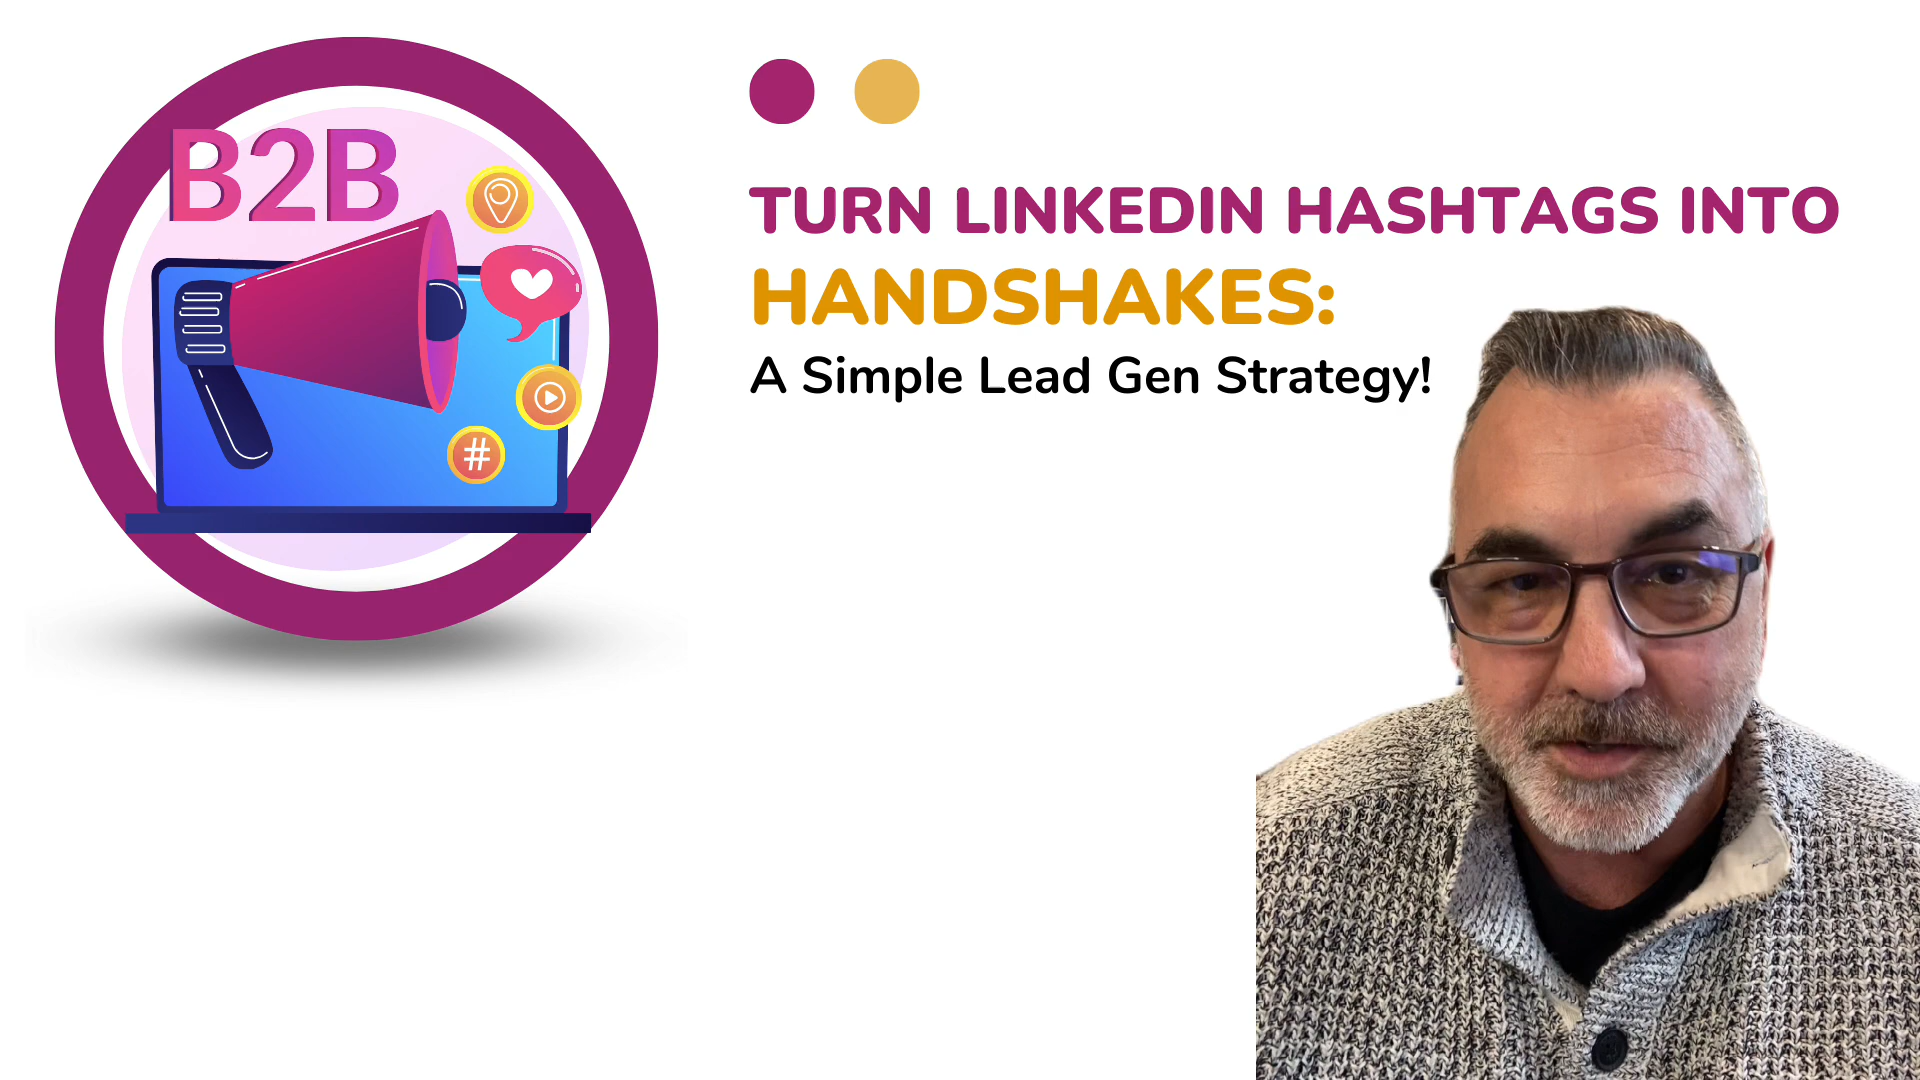 B2B
#
TURN LINKEDIN HASHTAGS INTO
HANDSHAKES:
A Simple Lead Gen Strategy!